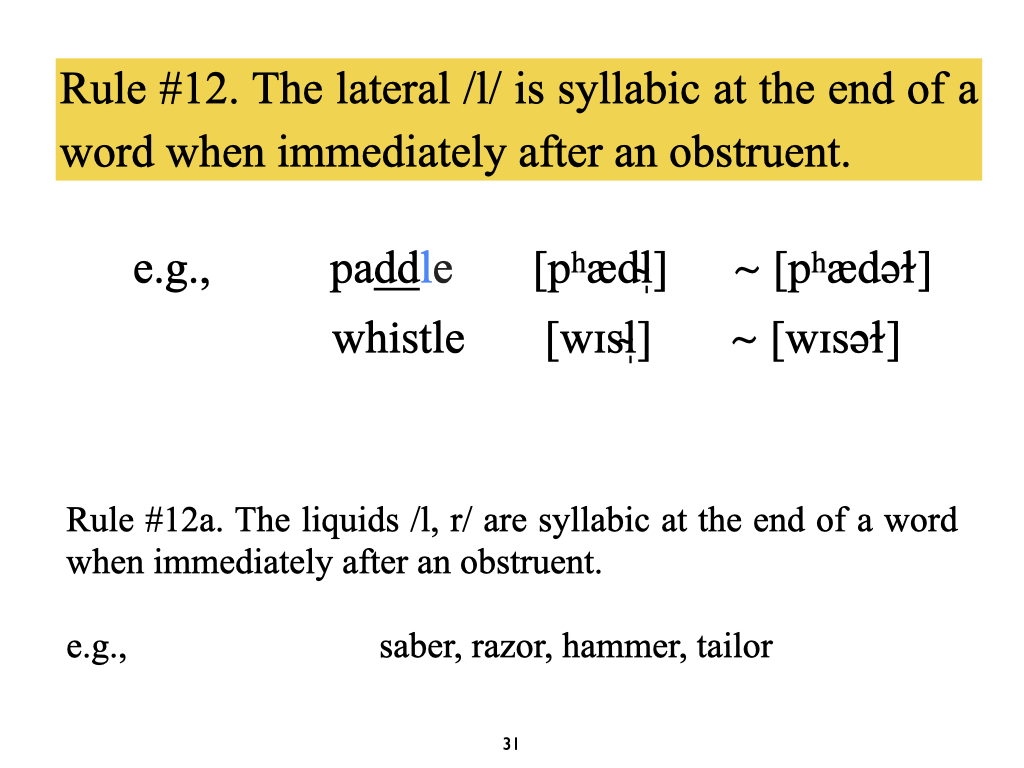 Rule #12. The lateral /l/ is syllabic at the end of a
word when immediately after an obstruent.
e.g., paddle [pʰædɫ̩] ~ [pʰædəɫ]
whistle [wɪsɫ̩] ~ [wɪsəɫ]
Rule #12a. The liquids /l, r/ are syllabic at the end of a word
when immediately after an obstruent.
e.g., saber, razor, hammer, tailor
31